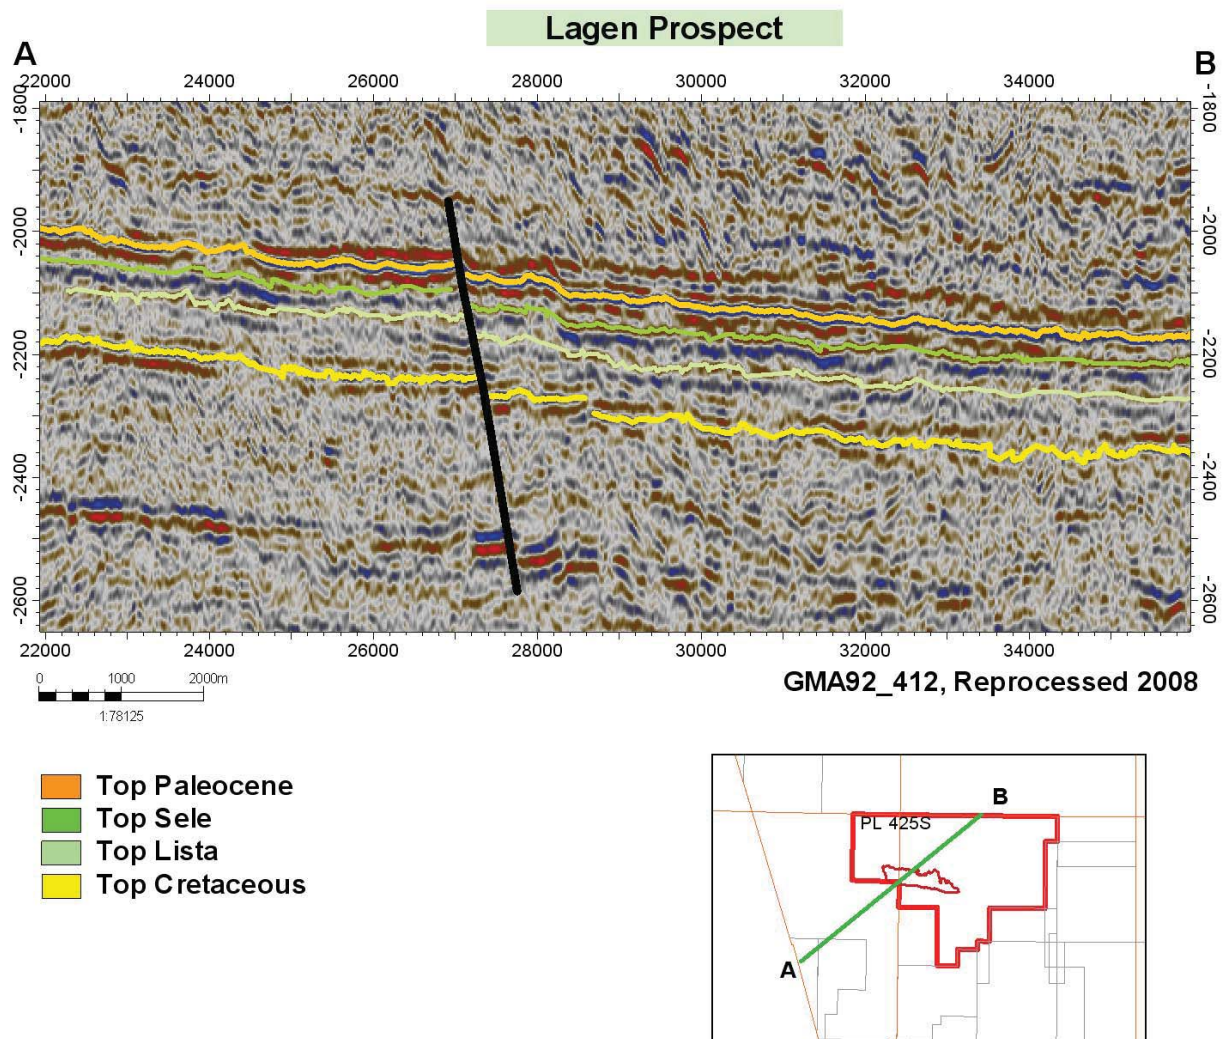 Lagen Prospect
A
B
22000 24000 26000 28000 30000 32000 34000
-1800 -1800
-2000 -2000
-2200 -2200
-2400 -2400
-2600 -2600
22000 24000 26000 28000 30000 32000 34000
0 1000 2000m
1:78125
GMA92_412, Reprocessed 2008
Top Paleocene
Top Sele
Top Lista
Top Cretaceous
B
PL 425S
A